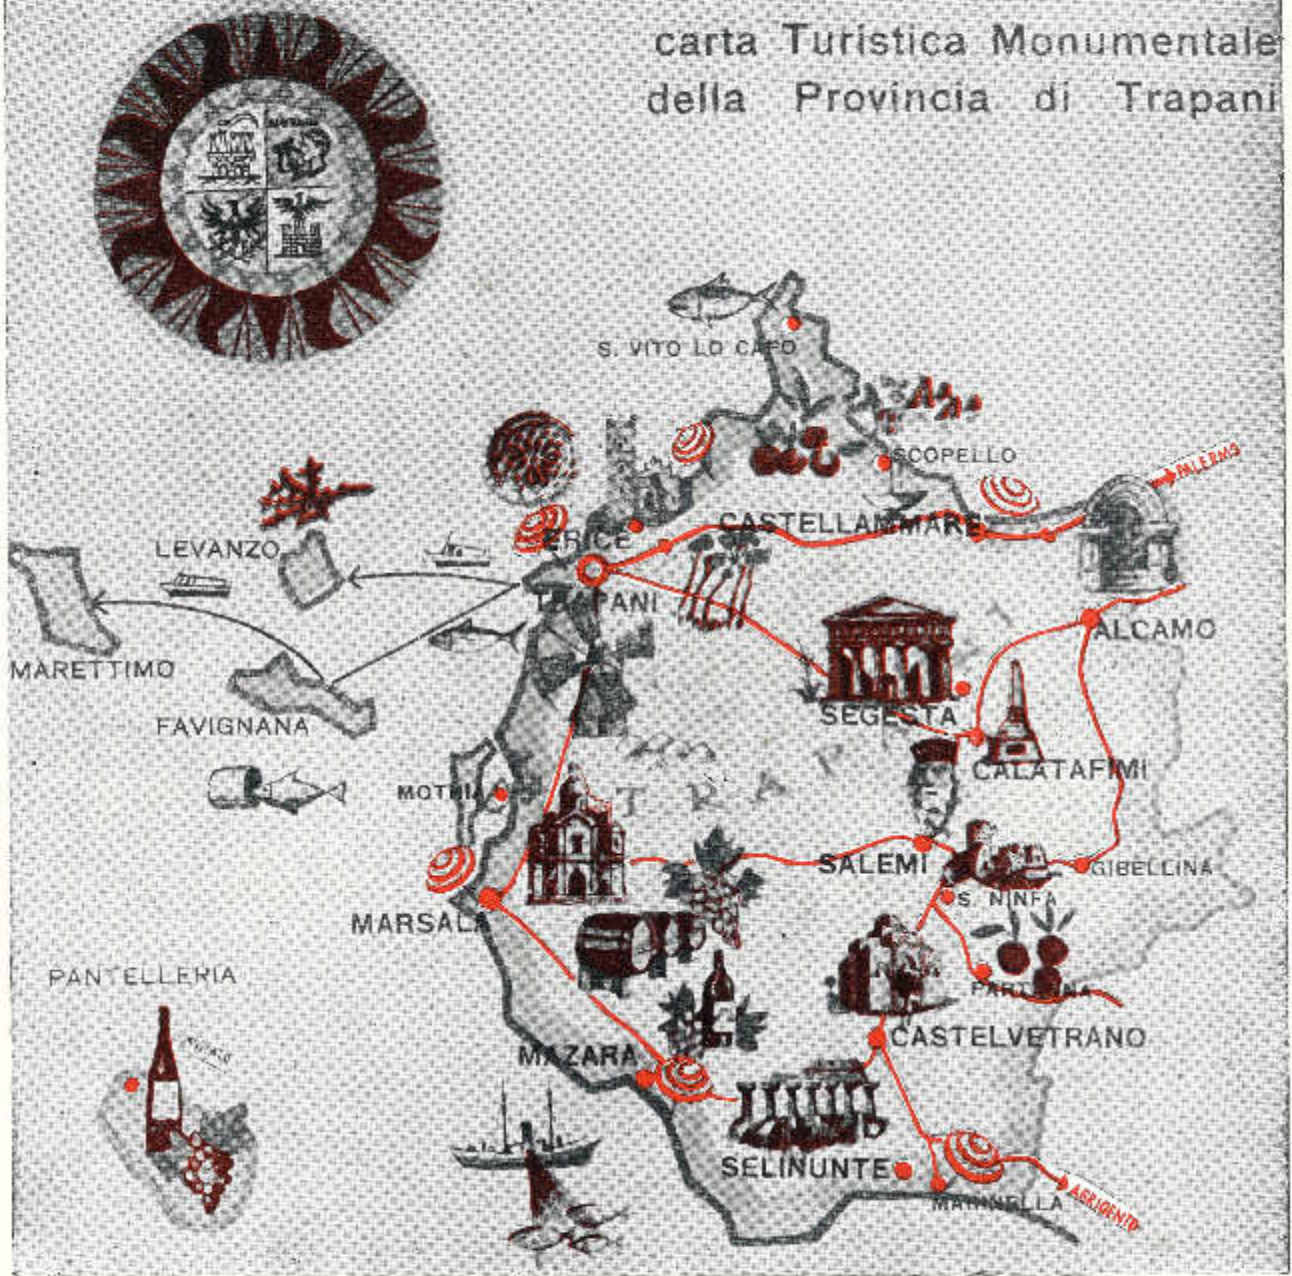 carta Turistica Monumentale
della Provincia di Trapani
S. VITO LO CAPO
SCOPELLO
PALERMO
CASTELLAMMARE
ERICE
LEVANZO
TRAPANI
ALCAMO
MARETTIMO
SEGESTA
FAVIGNANA
CALATAFIMI
MOTHIA
TRAP
SALEMI
GIBELLINA
S. NINFA
MARSALA
PANTELLERIA
PARTANNA
CASTELVETRANO
MAZARA
SELINUNTE
MARINELLA
AGRIGENTO